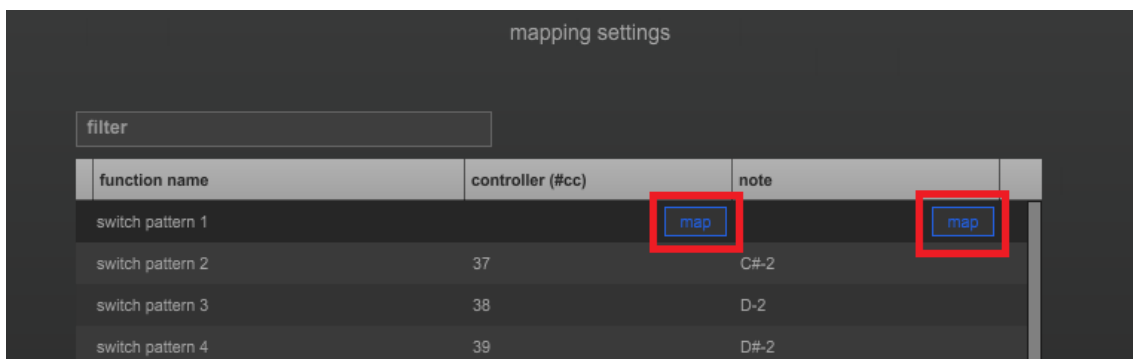 mapping settings
filter
function name controller (#cc) note
switch pattern 1 map map
switch pattern 2 37 C#-2
switch pattern 3 38 D-2
switch pattern 4 39 D#-2